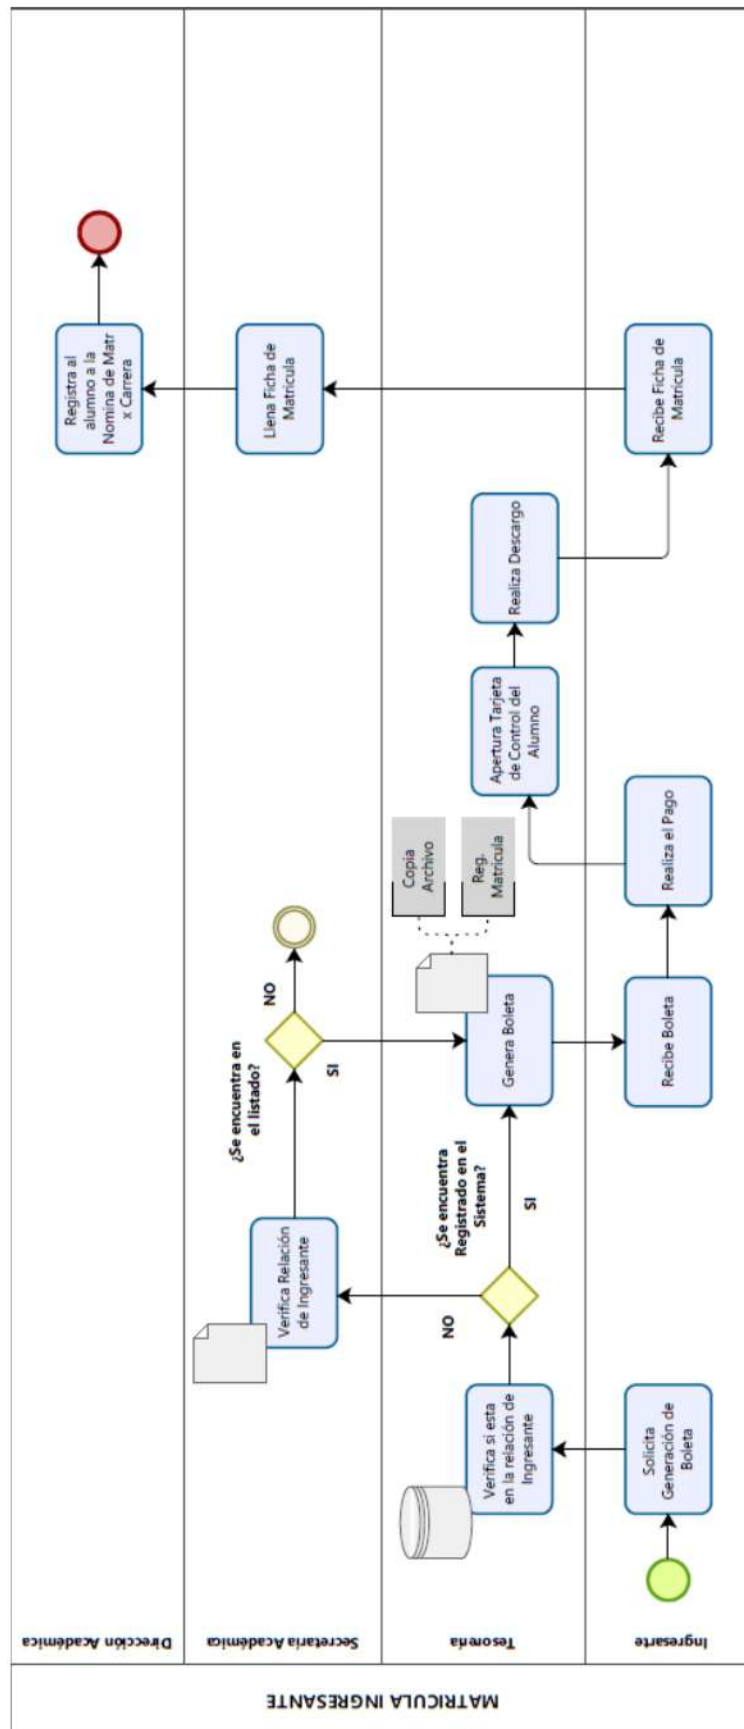 MATRICULA INGRESANTE
Dirección Académica
Secretaría Académica
Tesorería
Ingresarte
Registra al
alumno a la
Nomina de Matr
x Carrera
¿Se encuentra en
el listado?
NO
SI
Verifica Relación
de Ingresante
Llena Ficha de
Matricula
Verifica si esta
en la relación de
Ingresante
NO
¿Se encuentra
Registrado en el
Sistema?
SI
Genera Boleta
Copia
Archivo
Reg.
Matricula
Apertura Tarjeta
de Control del
Alumno
Realiza Descargo
Solicita
Generación de
Boleta
Recibe Boleta
Realiza el Pago
Recibe Ficha de
Matricula